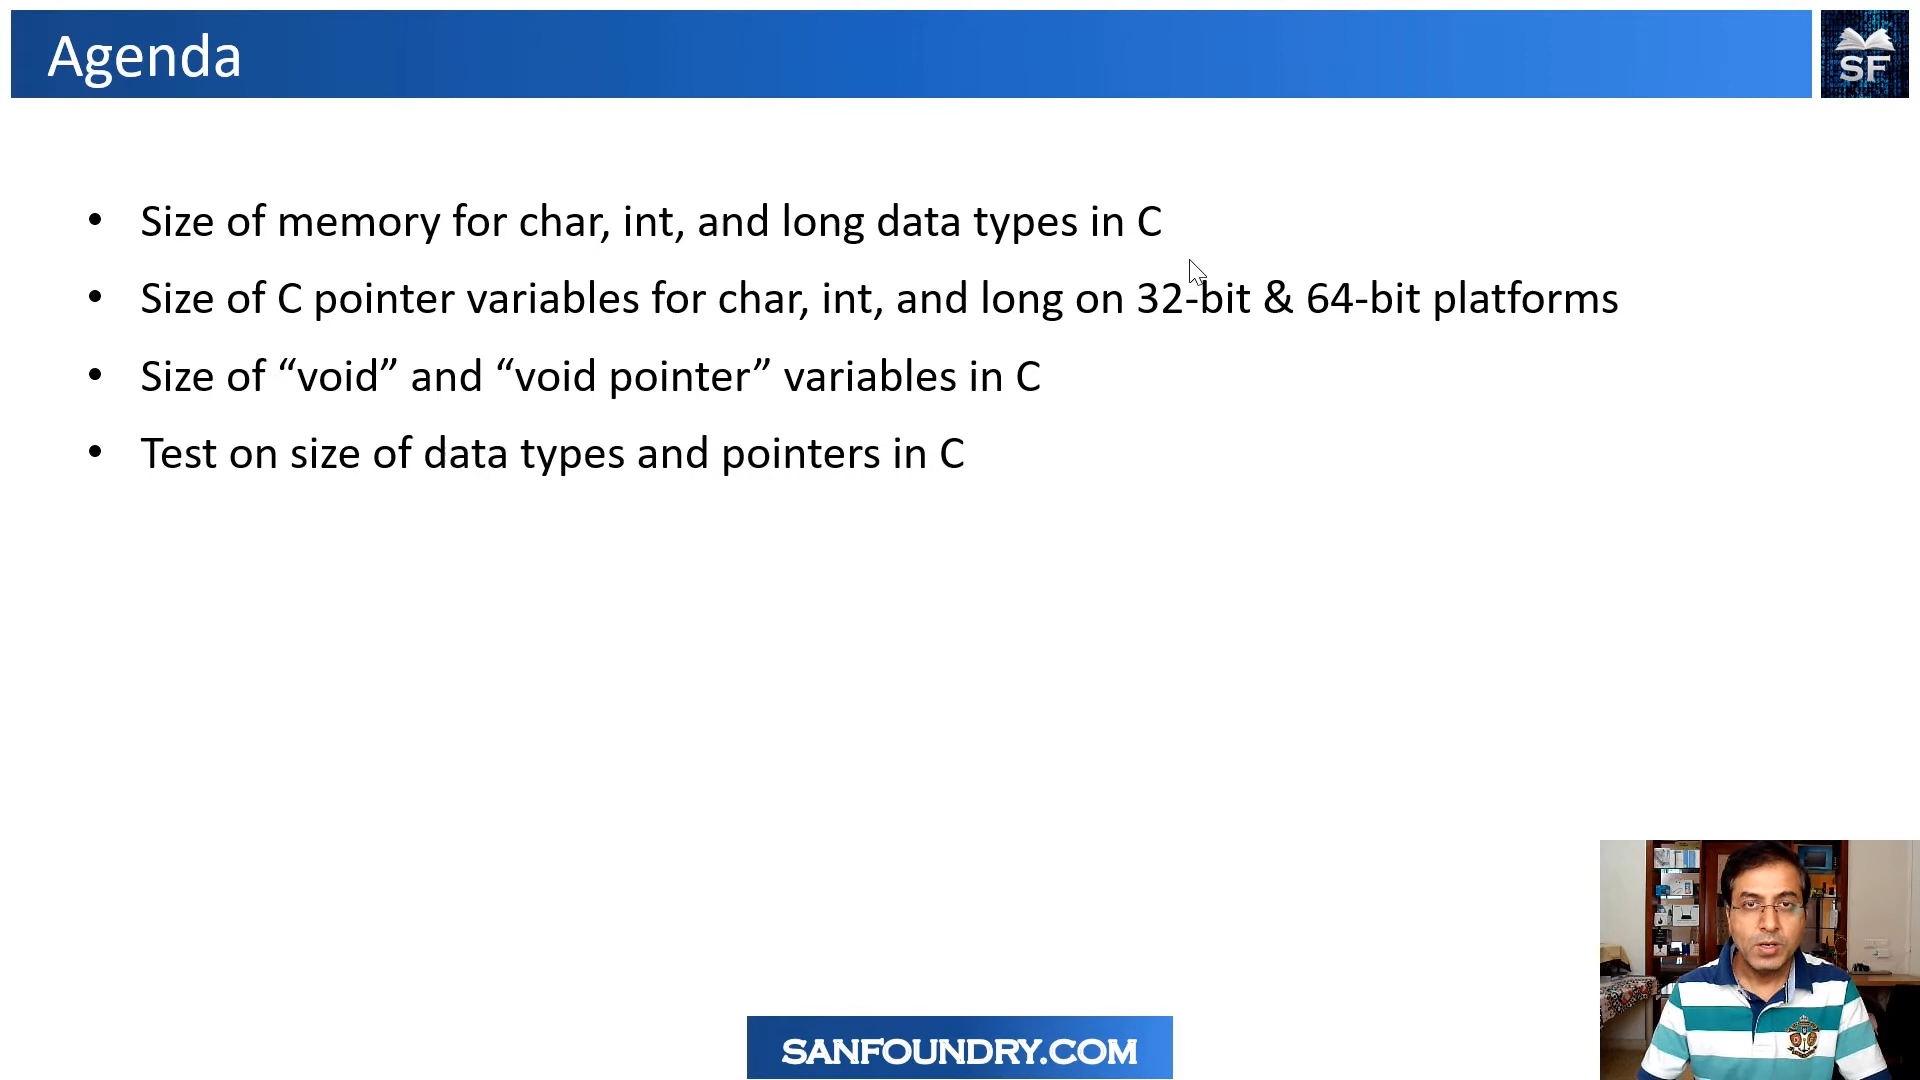 Agenda
SF
• Size of memory for char, int, and long data types in C
• Size of C pointer variables for char, int, and long on 32-bit & 64-bit platforms
• Size of “void” and “void pointer” variables in C
• Test on size of data types and pointers in C
SANFOUNDRY.COM